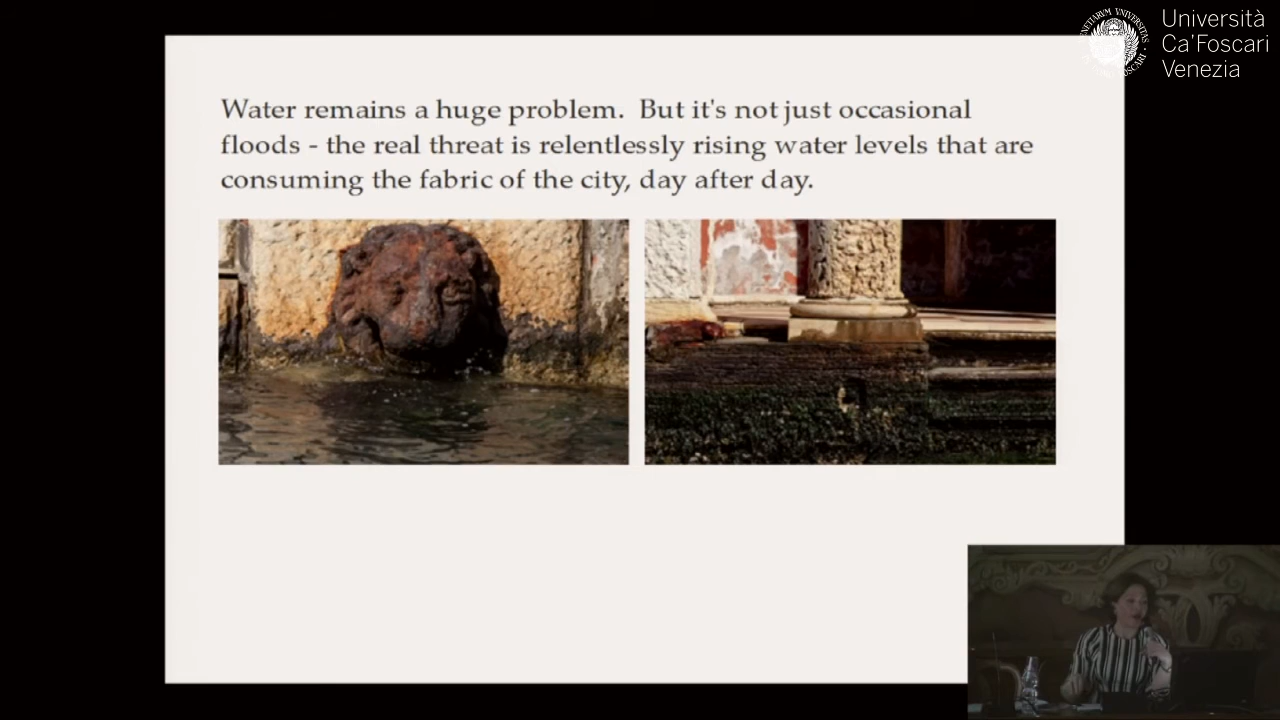 Università
Ca'Foscari
Venezia
Water remains a huge problem.  But it's not just occasional
floods - the real threat is relentlessly rising water levels that are
consuming the fabric of the city, day after day.